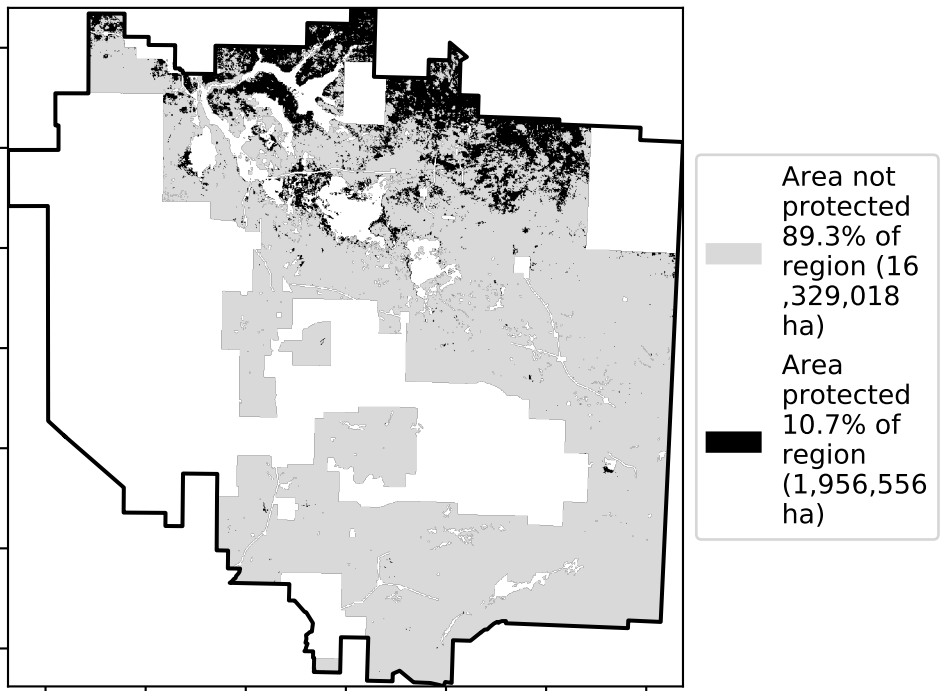 Area not
protected
89.3% of
region (16
,329,018
ha)
Area
protected
10.7% of
region
(1,956,556
ha)